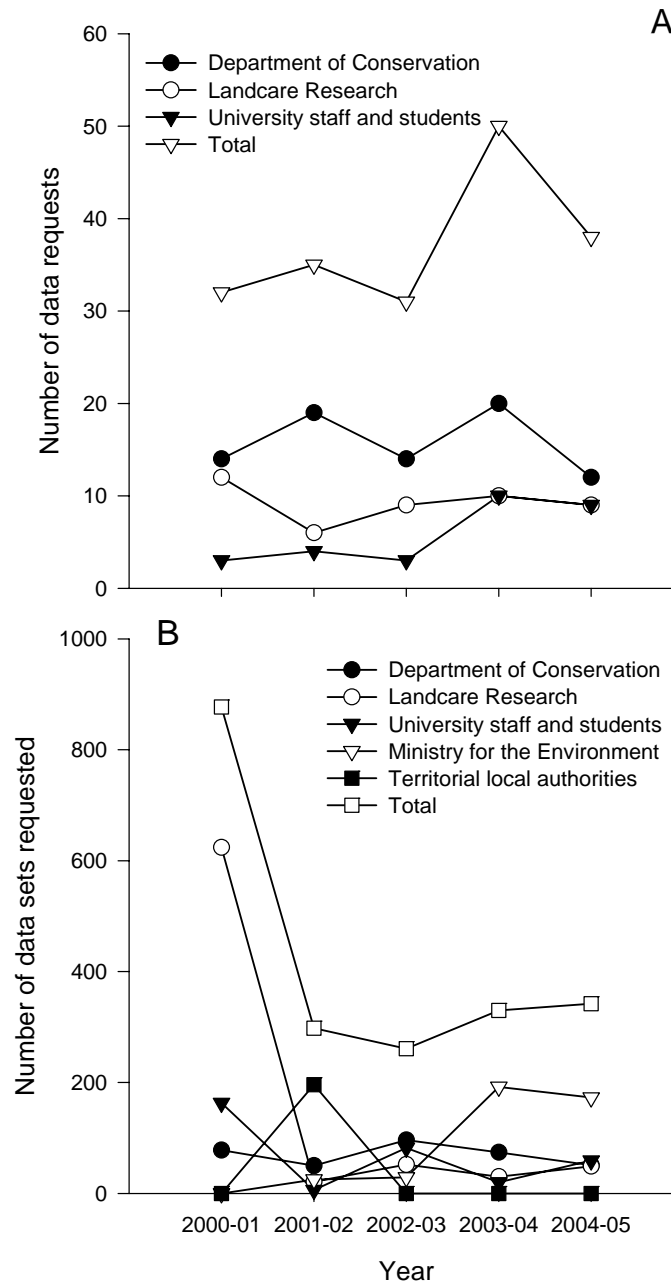 A
60
50
40
30
20
10
0
Number of data requests
Department of Conservation
Landcare Research
University staff and students
Total
B
1000
800
600
400
200
0
Number of data sets requested
Department of Conservation
Landcare Research
University staff and students
Ministry for the Environment
Territorial local authorities
Total
2000-01 2001-02 2002-03 2003-04 2004-05
Year